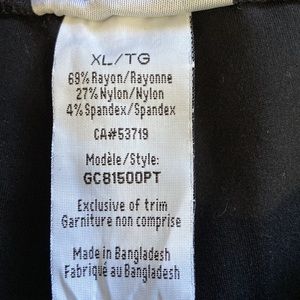 XL/TG
69% Rayon/Rayonne
27% Nylon/Nylon
4% Spandex/Spandex
CA#53719
Modèle/Style:
GC81500PT
Exclusive of trim
Garniture non comprise
Made in Bangladesh
Fabriqué au Bangladesh